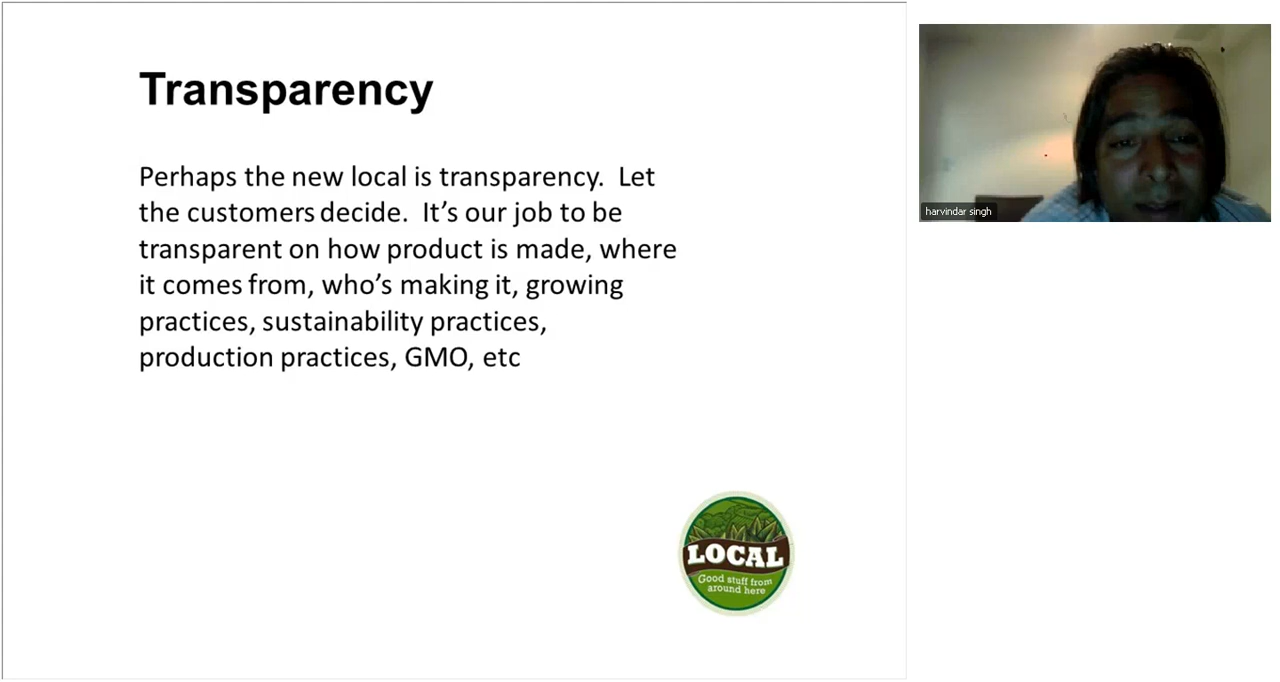 Transparency
Perhaps the new local is transparency.  Let
the customers decide.  It’s our job to be
transparent on how product is made, where
it comes from, who’s making it, growing
practices, sustainability practices,
production practices, GMO, etc
LOCAL
Good stuff from
around here
harvindar singh